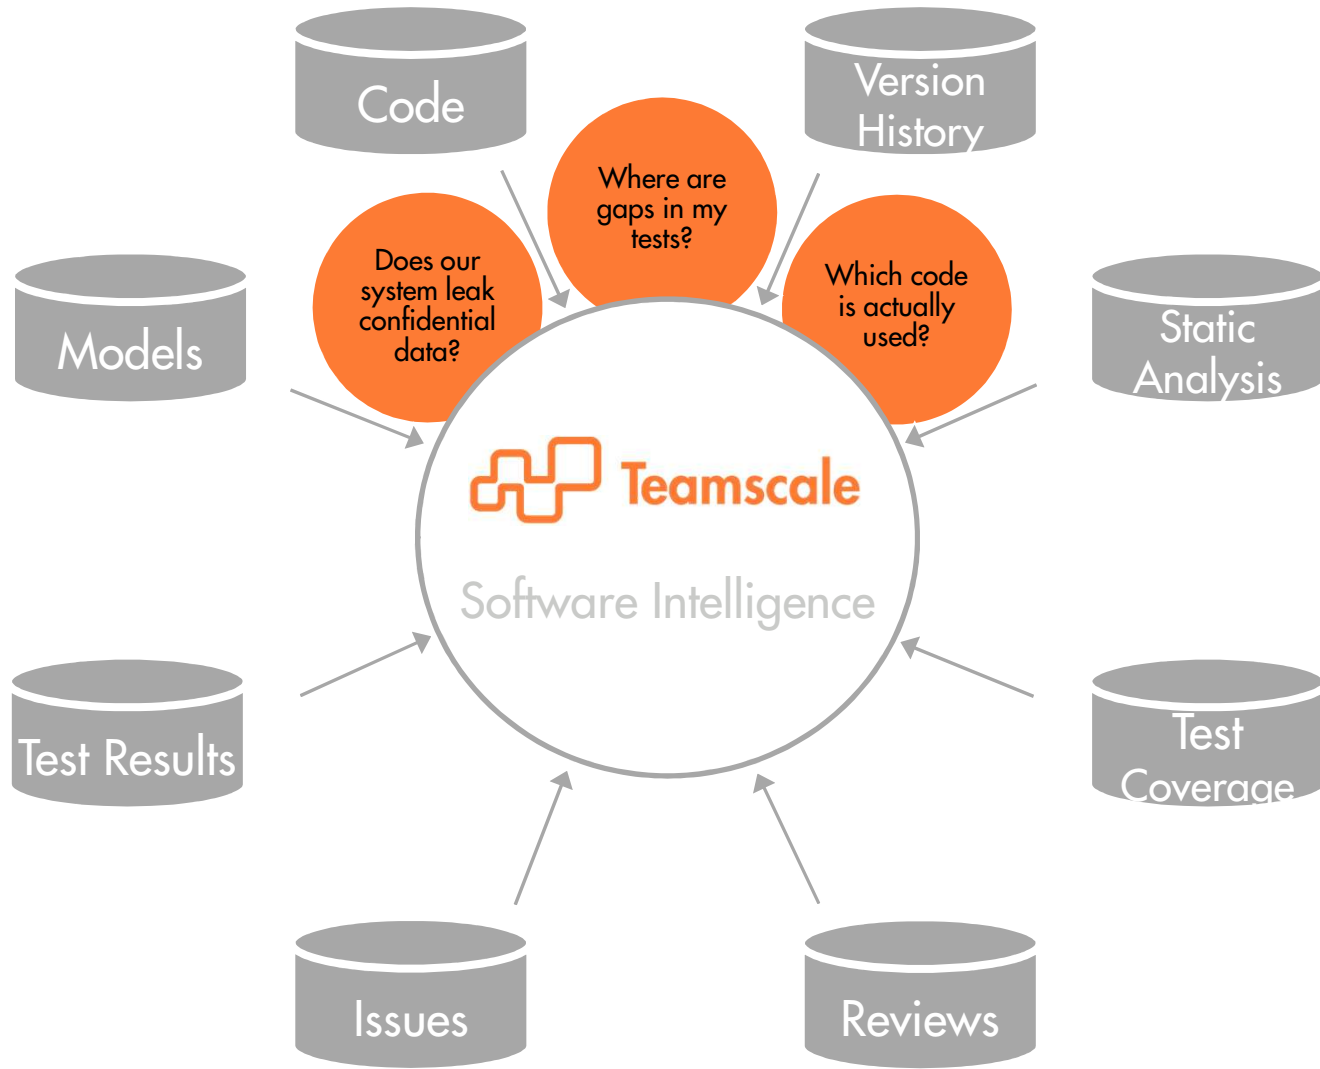 Code
Version
History
Where are
gaps in my
tests?
Does our
system leak
confidential
data?
Which code
is actually
used?
Models
Static
Analysis
Teamscale
Software Intelligence
Test Results
Test
Coverage
Issues
Reviews